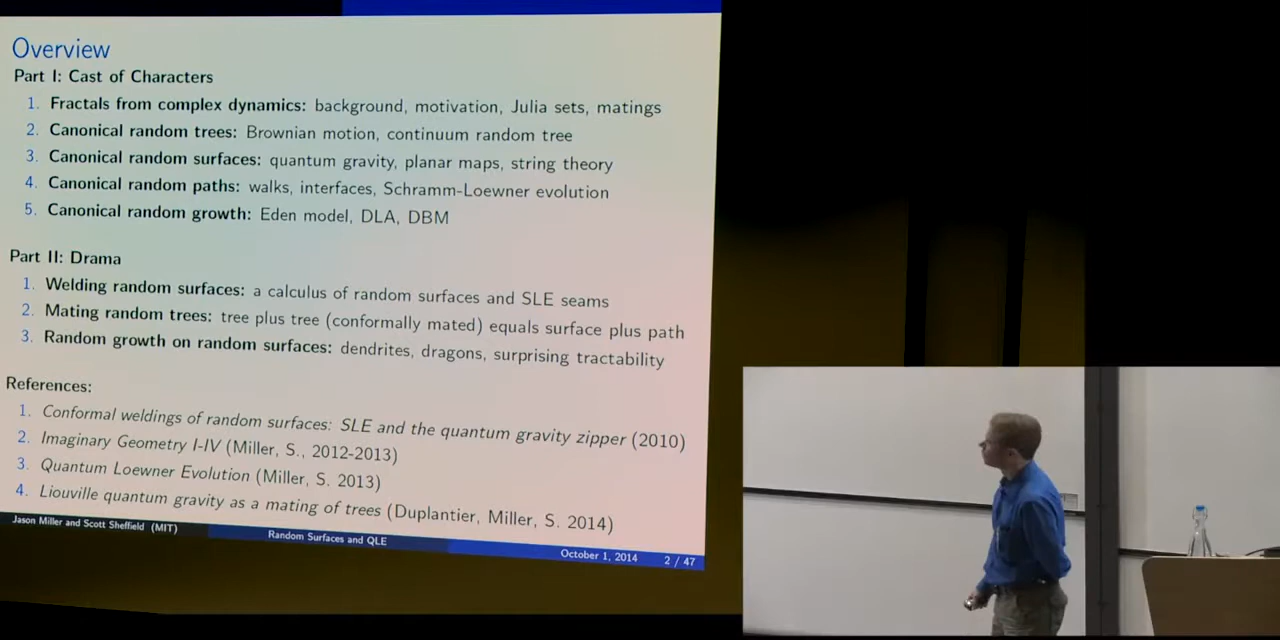 Overview
Part I: Cast of Characters
1. Fractals from complex dynamics: background, motivation, Julia sets, matings
2. Canonical random trees: Brownian motion, continuum random tree
3. Canonical random surfaces: quantum gravity, planar maps, string theory
4. Canonical random paths: walks, interfaces, Schramm-Loewner evolution
5. Canonical random growth: Eden model, DLA, DBM
Part II: Drama
1. Welding random surfaces: a calculus of random surfaces and SLE seams
2. Mating random trees: tree plus tree (conformally mated) equals surface plus path
3. Random growth on random surfaces: dendrites, dragons, surprising tractability
References:
1. Conformal weldings of random surfaces: SLE and the quantum gravity zipper (2010)
2. Imaginary Geometry I-IV (Miller, S., 2012-2013)
3. Quantum Loewner Evolution (Miller, S. 2013)
4. Liouville quantum gravity as a mating of trees (Duplantier, Miller, S. 2014)
Jason Miller and Scott Sheffield (MIT) Random Surfaces and QLE October 1, 2014 2 / 47